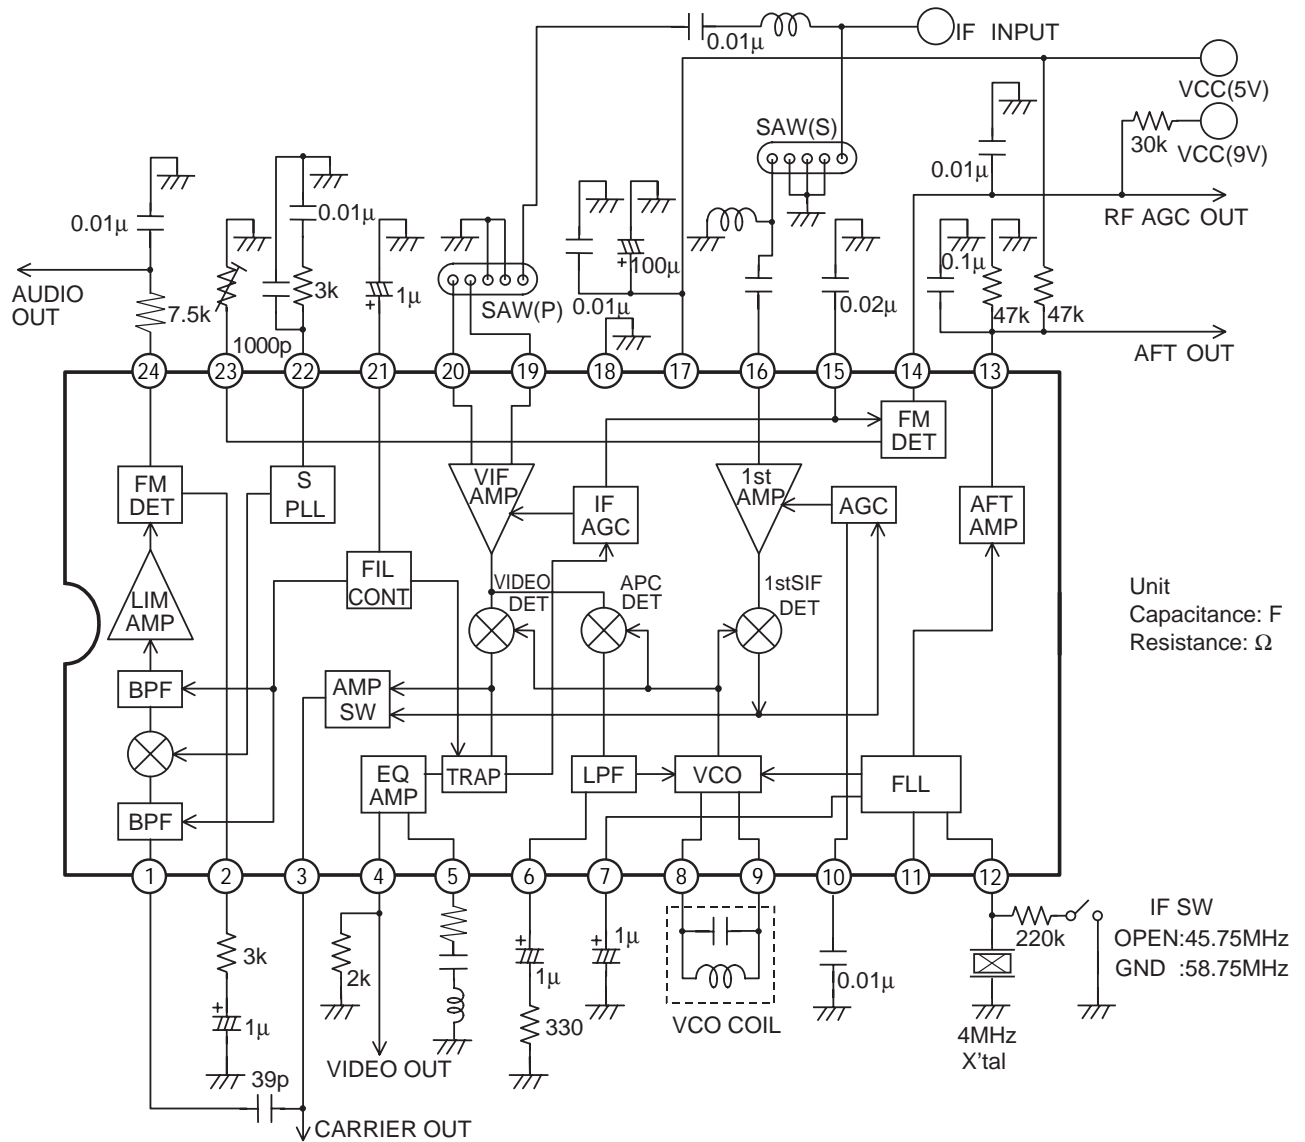 0.01μ
IF INPUT
VCC(5V)
SAW(S)
30k
VCC(9V)
0.01μ
RF AGC OUT
0.01μ
0.01μ
AUDIO
OUT
7.5k
3k
1μ
SAW(P)
100μ
0.01μ
0.02μ
0.1μ
47k
47k
AFT OUT
1000p
24
23
22
21
20
19
18
17
16
15
14
13
FM
DET
S
PLL
VIF
AMP
IF
AGC
1st
AMP
AGC
FM
DET
AFT
AMP
LIM
AMP
FIL
CONT
VIDEO
DET
APC
DET
1stSIF
DET
Unit
Capacitance: F
Resistance: Ω
BPF
AMP
SW
EQ
AMP
TRAP
LPF
VCO
FLL
BPF
1
2
3
4
5
6
7
8
9
10
11
12
3k
+
1μ
2k
+
1μ
330
+
1μ
VCO COIL
0.01μ
220k
IF SW
OPEN:45.75MHz
GND :58.75MHz
4MHz
X'tal
VIDEO OUT
39p
CARRIER OUT